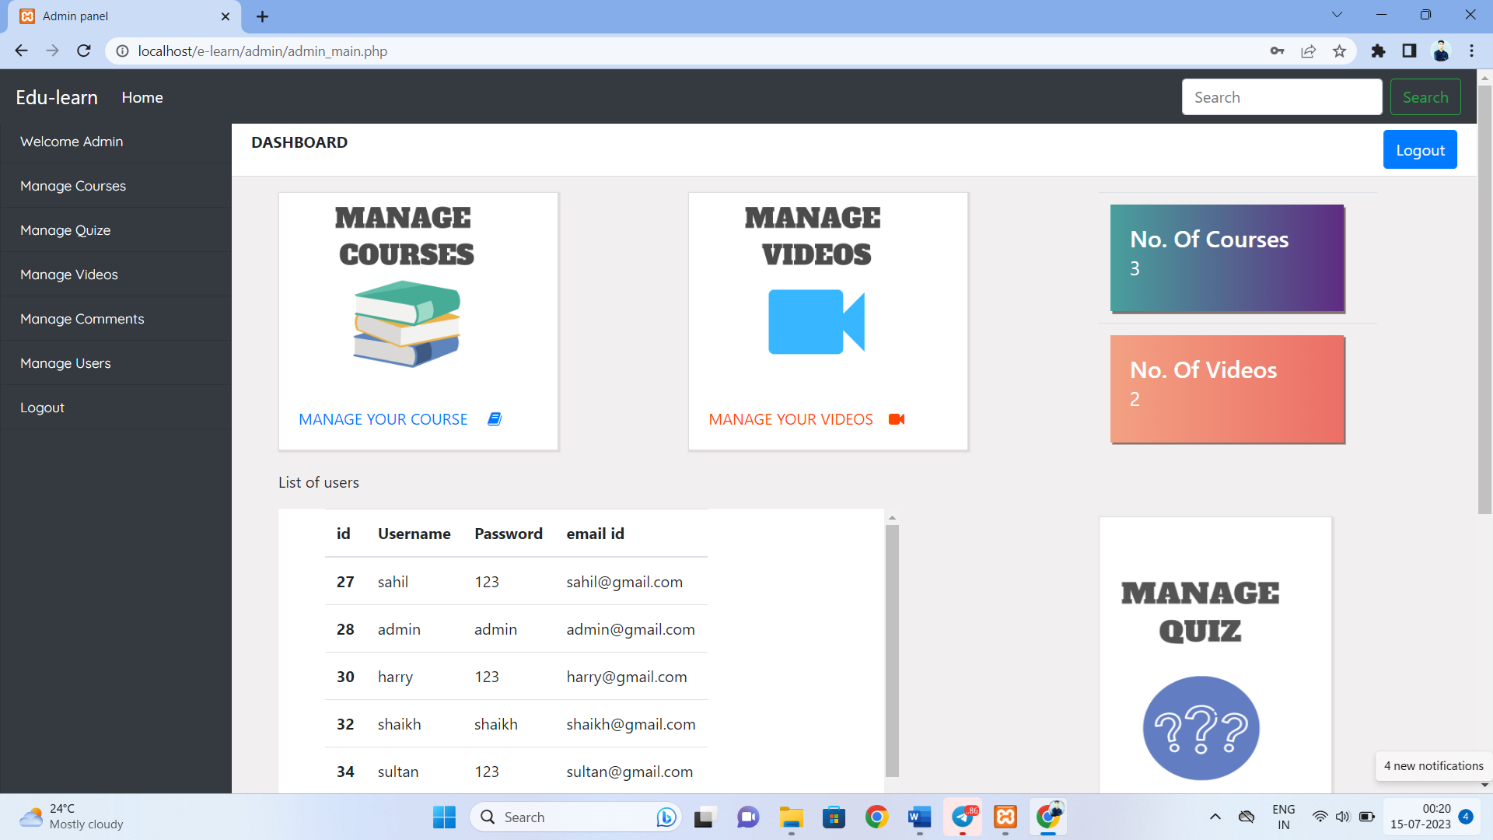 Admin panel
localhost/e-learn/admin/admin_main.php
Edu-learn Home Search Search
Welcome Admin
DASHBOARD
Logout
Manage Courses
Manage Quize
Manage Videos
Manage Comments
Manage Users
Logout
MANAGE
COURSES
MANAGE YOUR COURSE
MANAGE
VIDEOS
MANAGE YOUR VIDEOS
No. Of Courses
3
No. Of Videos
2
List of users
id Username Password email id
27 sahil 123 sahil@gmail.com
28 admin admin admin@gmail.com
30 harry 123 harry@gmail.com
32 shaikh shaikh shaikh@gmail.com
34 sultan 123 sultan@gmail.com
MANAGE
QUIZ
???
4 new notifications
24°C
Mostly cloudy
Search
86
ENG
IN
00:20
15-07-2023
4